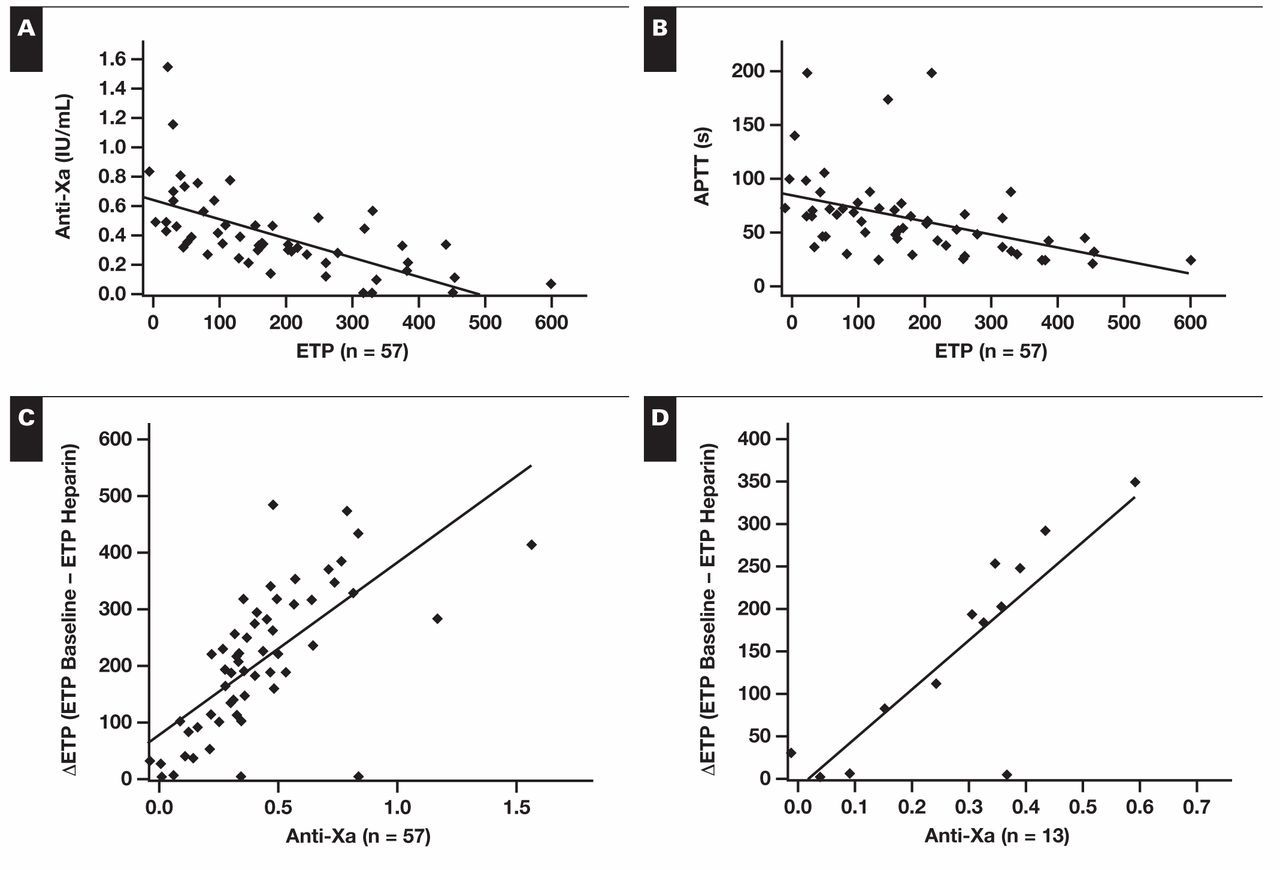 A
Anti-Xa (IU/mL)
1.6
1.4
1.2
1.0
0.8
0.6
0.4
0.2
0.0
0 100 200 300 400 500 600
ETP (n = 57)
B
APTT (s)
200
150
100
50
0
0 100 200 300 400 500 600
ETP (n = 57)
C
ΔETP (ETP Baseline – ETP Heparin)
600
500
400
300
200
100
0
0.0 0.5 1.0 1.5
Anti-Xa (n = 57)
D
ΔETP (ETP Baseline – ETP Heparin)
400
350
300
250
200
150
100
50
0
0.0 0.1 0.2 0.3 0.4 0.5 0.6 0.7
Anti-Xa (n = 13)